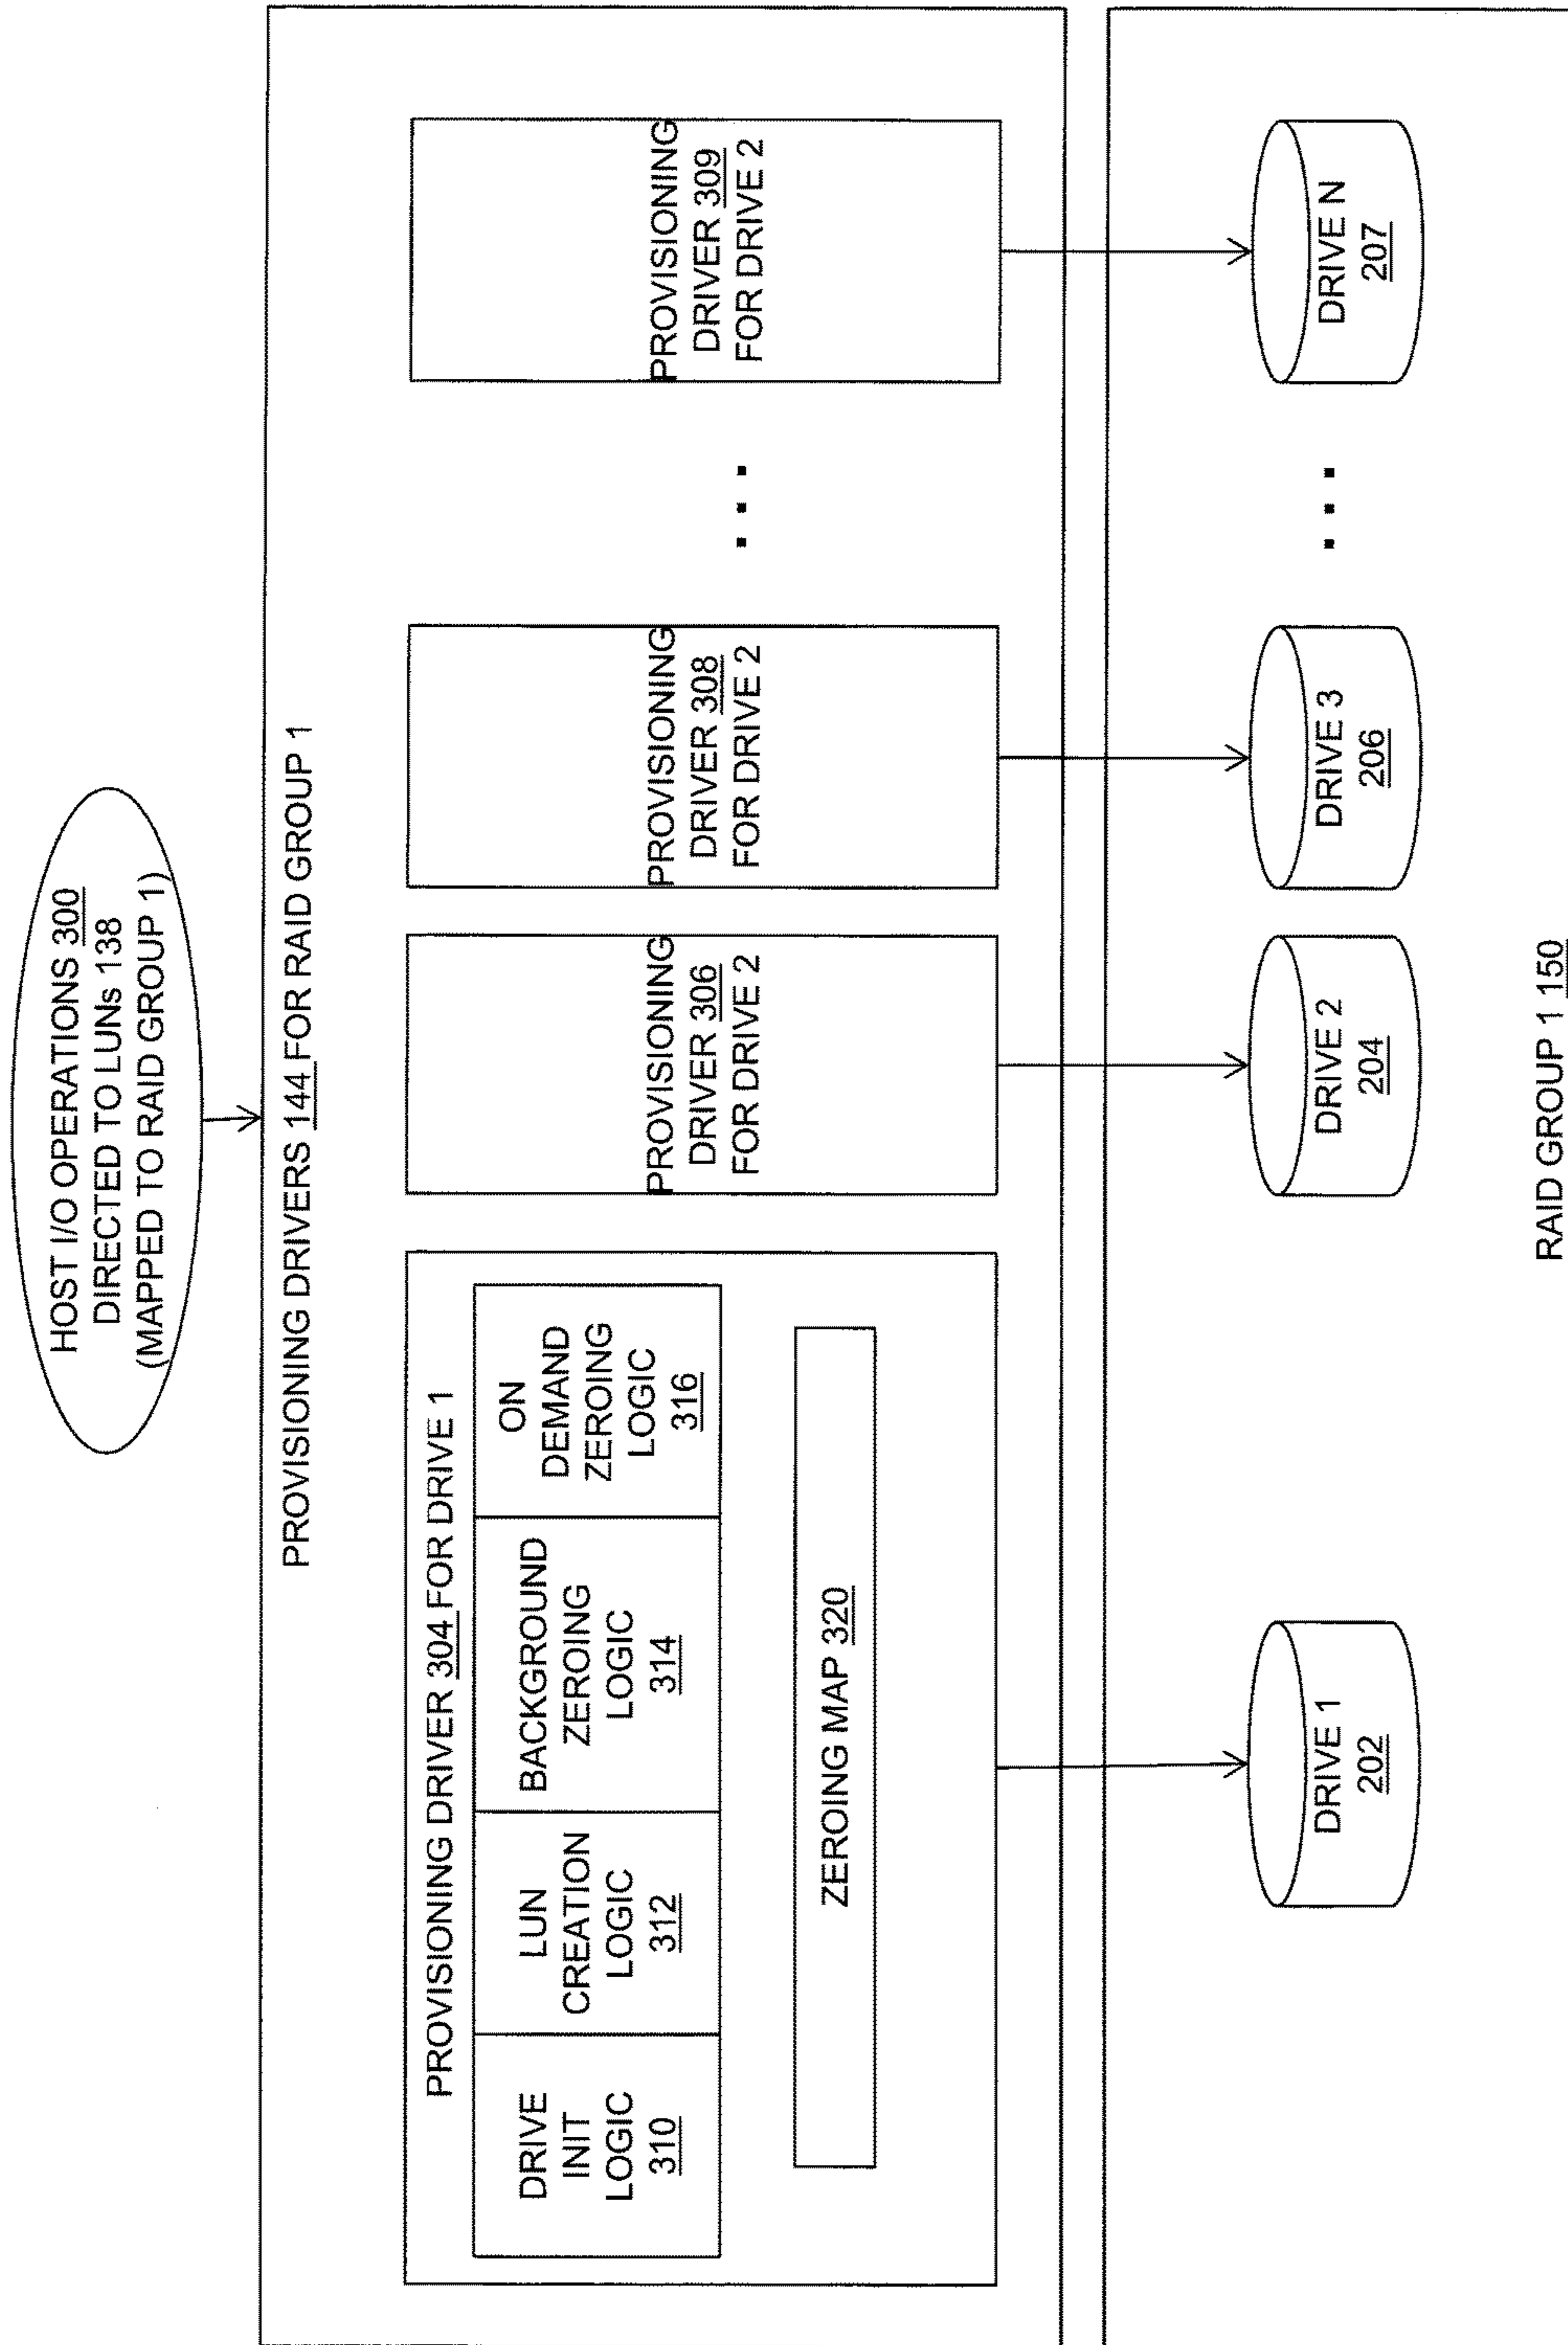 HOST I/O OPERATIONS 300
DIRECTED TO LUNs 138
(MAPPED TO RAID GROUP 1)
PROVISIONING DRIVERS 144 FOR RAID GROUP 1
PROVISIONING DRIVER 304 FOR DRIVE 1
DRIVE
INIT
LOGIC
310
LUN
CREATION
LOGIC
312
BACKGROUND
ZEROING
LOGIC
314
ON
DEMAND
ZEROING
LOGIC
316
ZEROING MAP 320
PROVISIONING
DRIVER 306
FOR DRIVE 2
PROVISIONING
DRIVER 308
FOR DRIVE 2
...
PROVISIONING
DRIVER 309
FOR DRIVE 2
DRIVE 1
202
DRIVE 2
204
DRIVE 3
206
...
DRIVE N
207
RAID GROUP 1 150